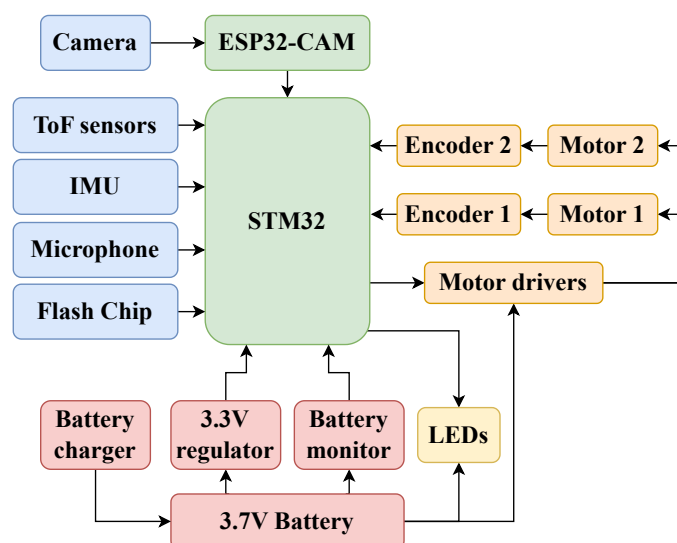 Camera
ESP32-CAM
ToF sensors
IMU
Microphone
Flash Chip
STM32
Encoder 2
Motor 2
Encoder 1
Motor 1
Motor drivers
Battery
charger
3.3V
regulator
Battery
monitor
LEDs
3.7V Battery